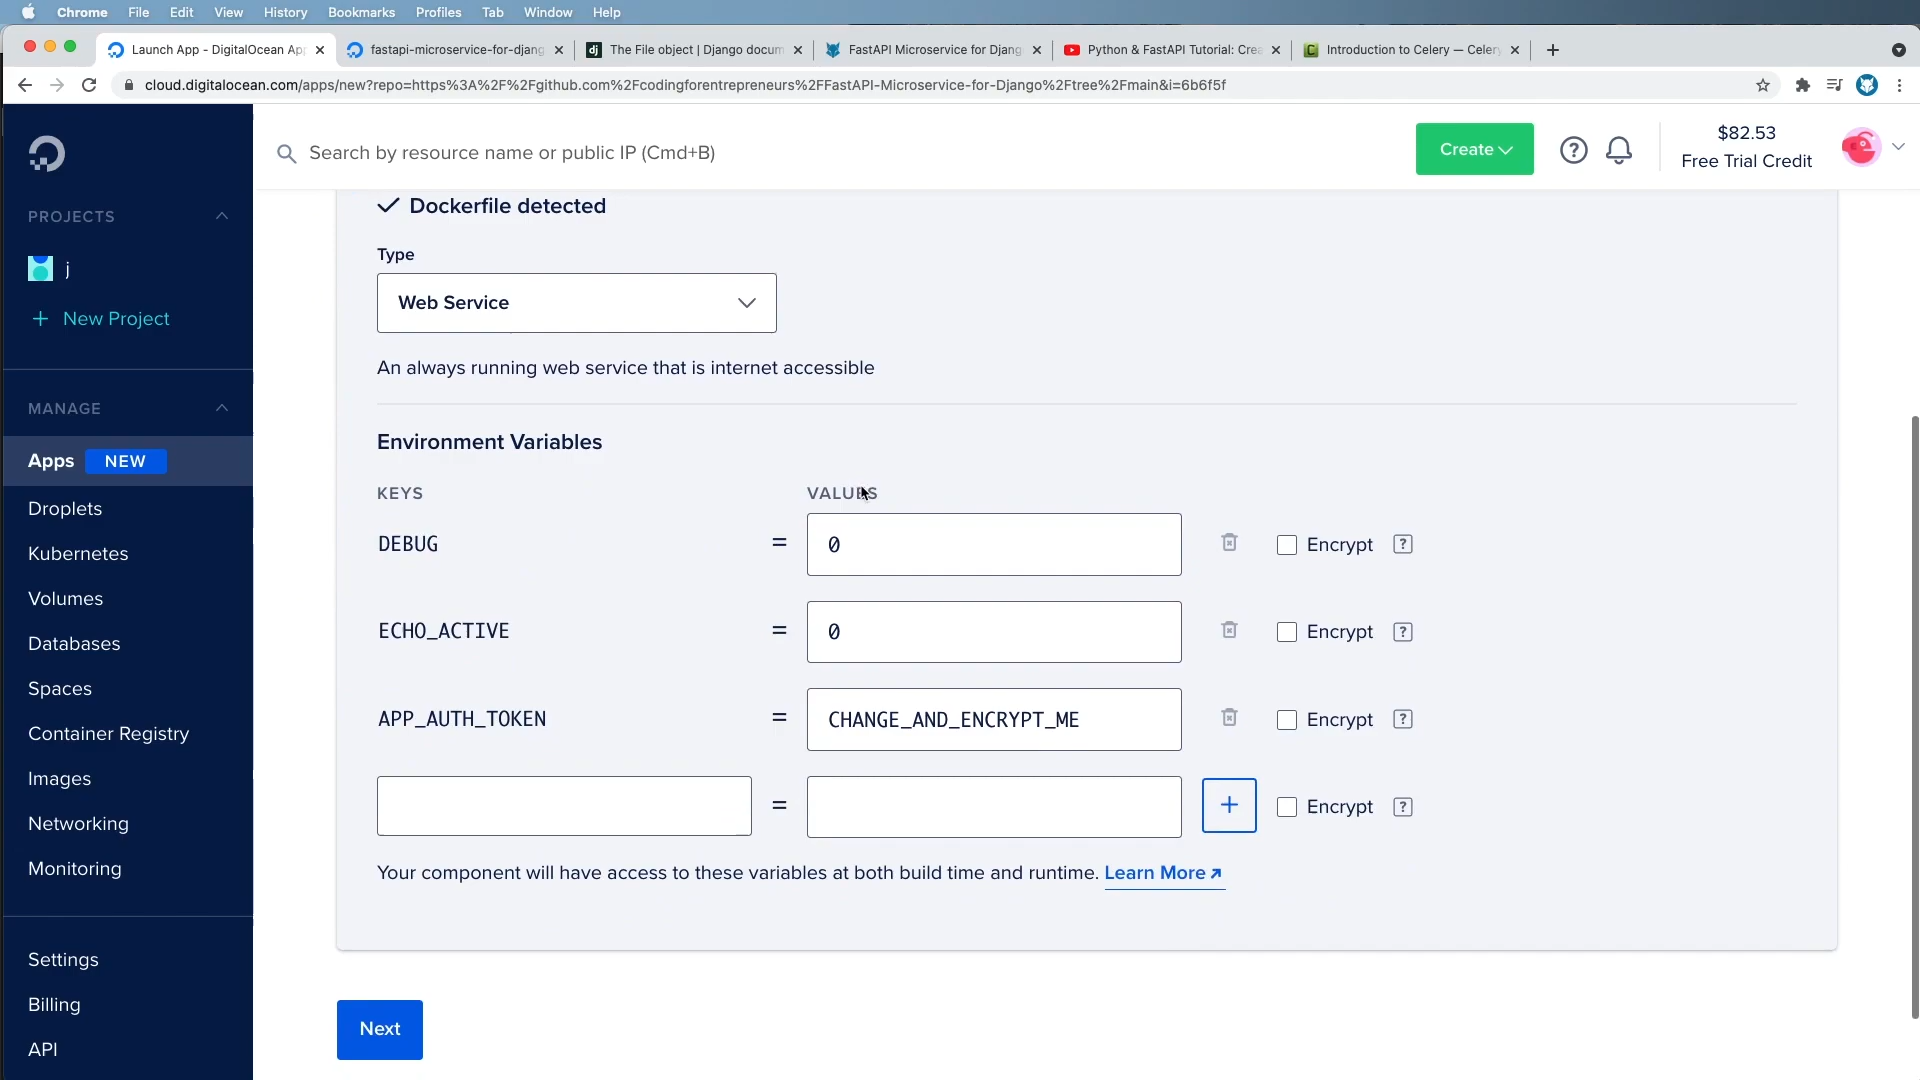 Chrome File Edit View History Bookmarks Profiles Tab Window Help
Launch App - DigitalOcean Ap
fastapi-microservice-for-djang
The File object | Django docum
FastAPI Microservice for Djang
Python & FastAPI Tutorial: Crea
Introduction to Celery — Celery
cloud.digitalocean.com/apps/new?repo=https%3A%2F%2Fgithub.com%2Fcodingforentrepreneurs%2FFastAPI-Microservice-for-Django%2Ftree%2Fmain&i=6b6f5f
Search by resource name or public IP (Cmd+B)
Create
$82.53
Free Trial Credit
PROJECTS
j
+ New Project
MANAGE
Apps NEW
Droplets
Kubernetes
Volumes
Databases
Spaces
Container Registry
Images
Networking
Monitoring
Settings
Billing
API
Dockerfile detected
Type
Web Service
An always running web service that is internet accessible
Environment Variables
KEYS VALUES
DEBUG = 0 Encrypt ?
ECHO_ACTIVE = 0 Encrypt ?
APP_AUTH_TOKEN = CHANGE_AND_ENCRYPT_ME Encrypt ?
= + Encrypt ?
Your component will have access to these variables at both build time and runtime. Learn More
Next